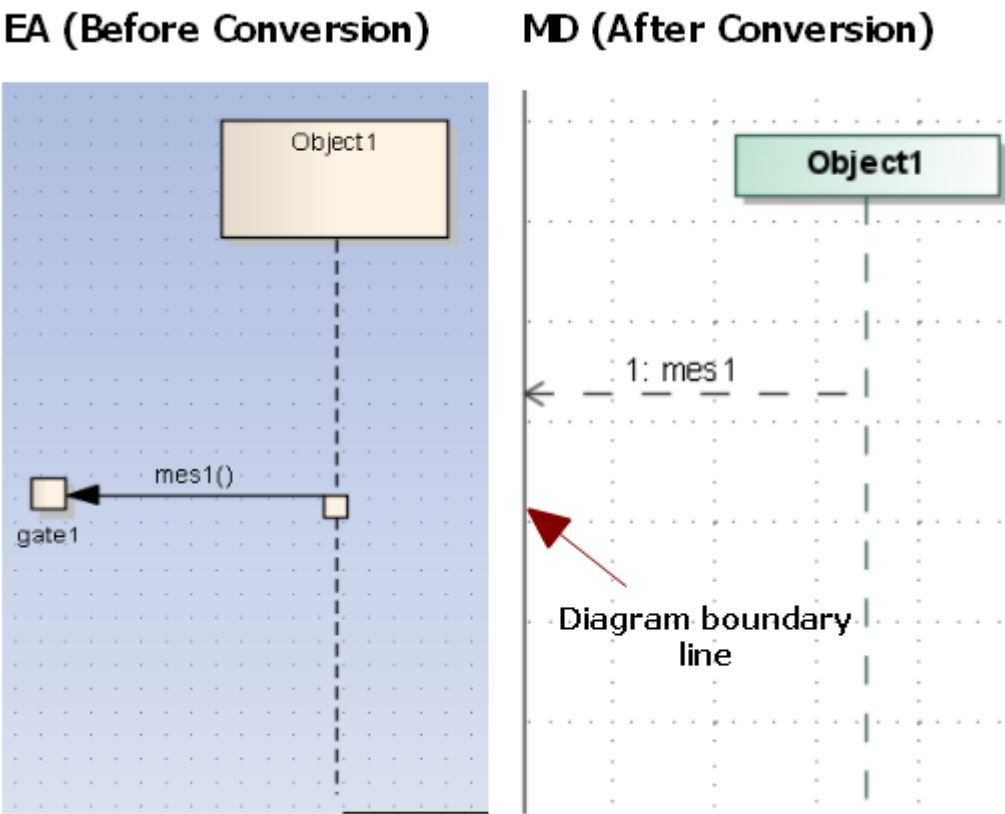 EA (Before Conversion)
MD (After Conversion)
Object1
mes1()
gate1
Object1
1: mes1
Diagram boundary
line